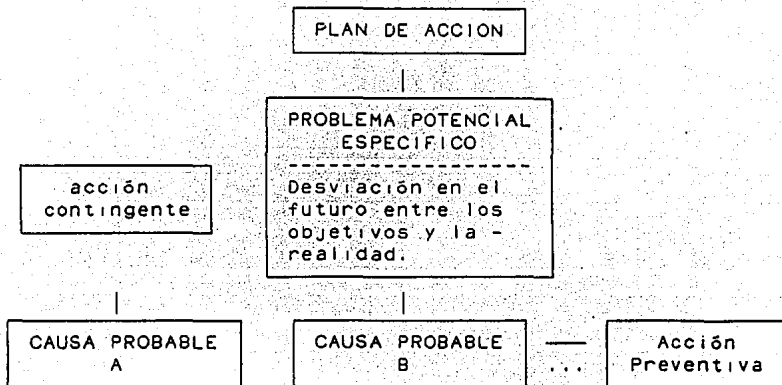 PLAN DE ACCION
PROBLEMA POTENCIAL
ESPECIFICO
Desviación en el
futuro entre los
objetivos y la -
realidad.
acción
contingente
CAUSA PROBABLE
A
CAUSA PROBABLE
B
...
Acción
Preventiva